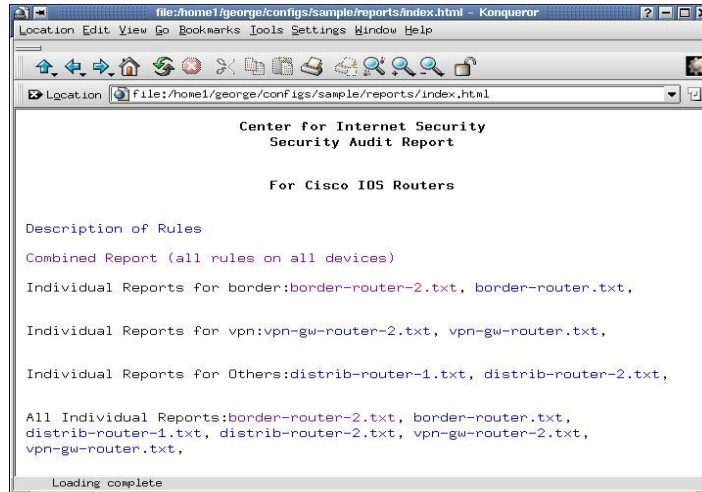 file:/home1/george/configs/sample/reports/index.html - Konqueror
Location Edit View Go Bookmarks Tools Settings Window Help
Location file:/home1/george/configs/sample/reports/index.html
Center for Internet Security
Security Audit Report
For Cisco IOS Routers
Description of Rules
Combined Report (all rules on all devices)
Individual Reports for border:border-router-2.txt, border-router.txt,
Individual Reports for vpn:vpn-gw-router-2.txt, vpn-gw-router.txt,
Individual Reports for Others:distrib-router-1.txt, distrib-router-2.txt,
All Individual Reports:border-router-2.txt, border-router.txt,
distrib-router-1.txt, distrib-router-2.txt, vpn-gw-router-2.txt,
vpn-gw-router.txt,
Loading complete